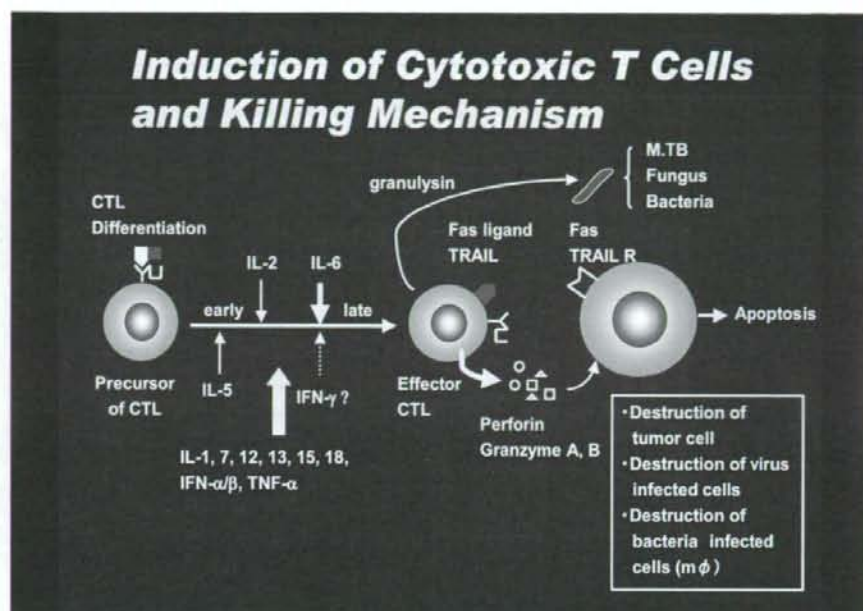 Induction of Cytotoxic T Cells
and Killing Mechanism
M.TB
Fungus
Bacteria
granulysin
CTL
Differentiation
Fas ligand
TRAIL
Fas
TRAIL R
IL-2
IL-6
early
late
Apoptosis
Precursor
of CTL
IL-5
IFN-γ ?
Effector
CTL
Perforin
Granzyme A, B
IL-1, 7, 12, 13, 15, 18,
IFN-α/β, TNF-α
・Destruction of
tumor cell
・Destruction of virus
infected cells
・Destruction of
bacteria infected
cells (mφ)